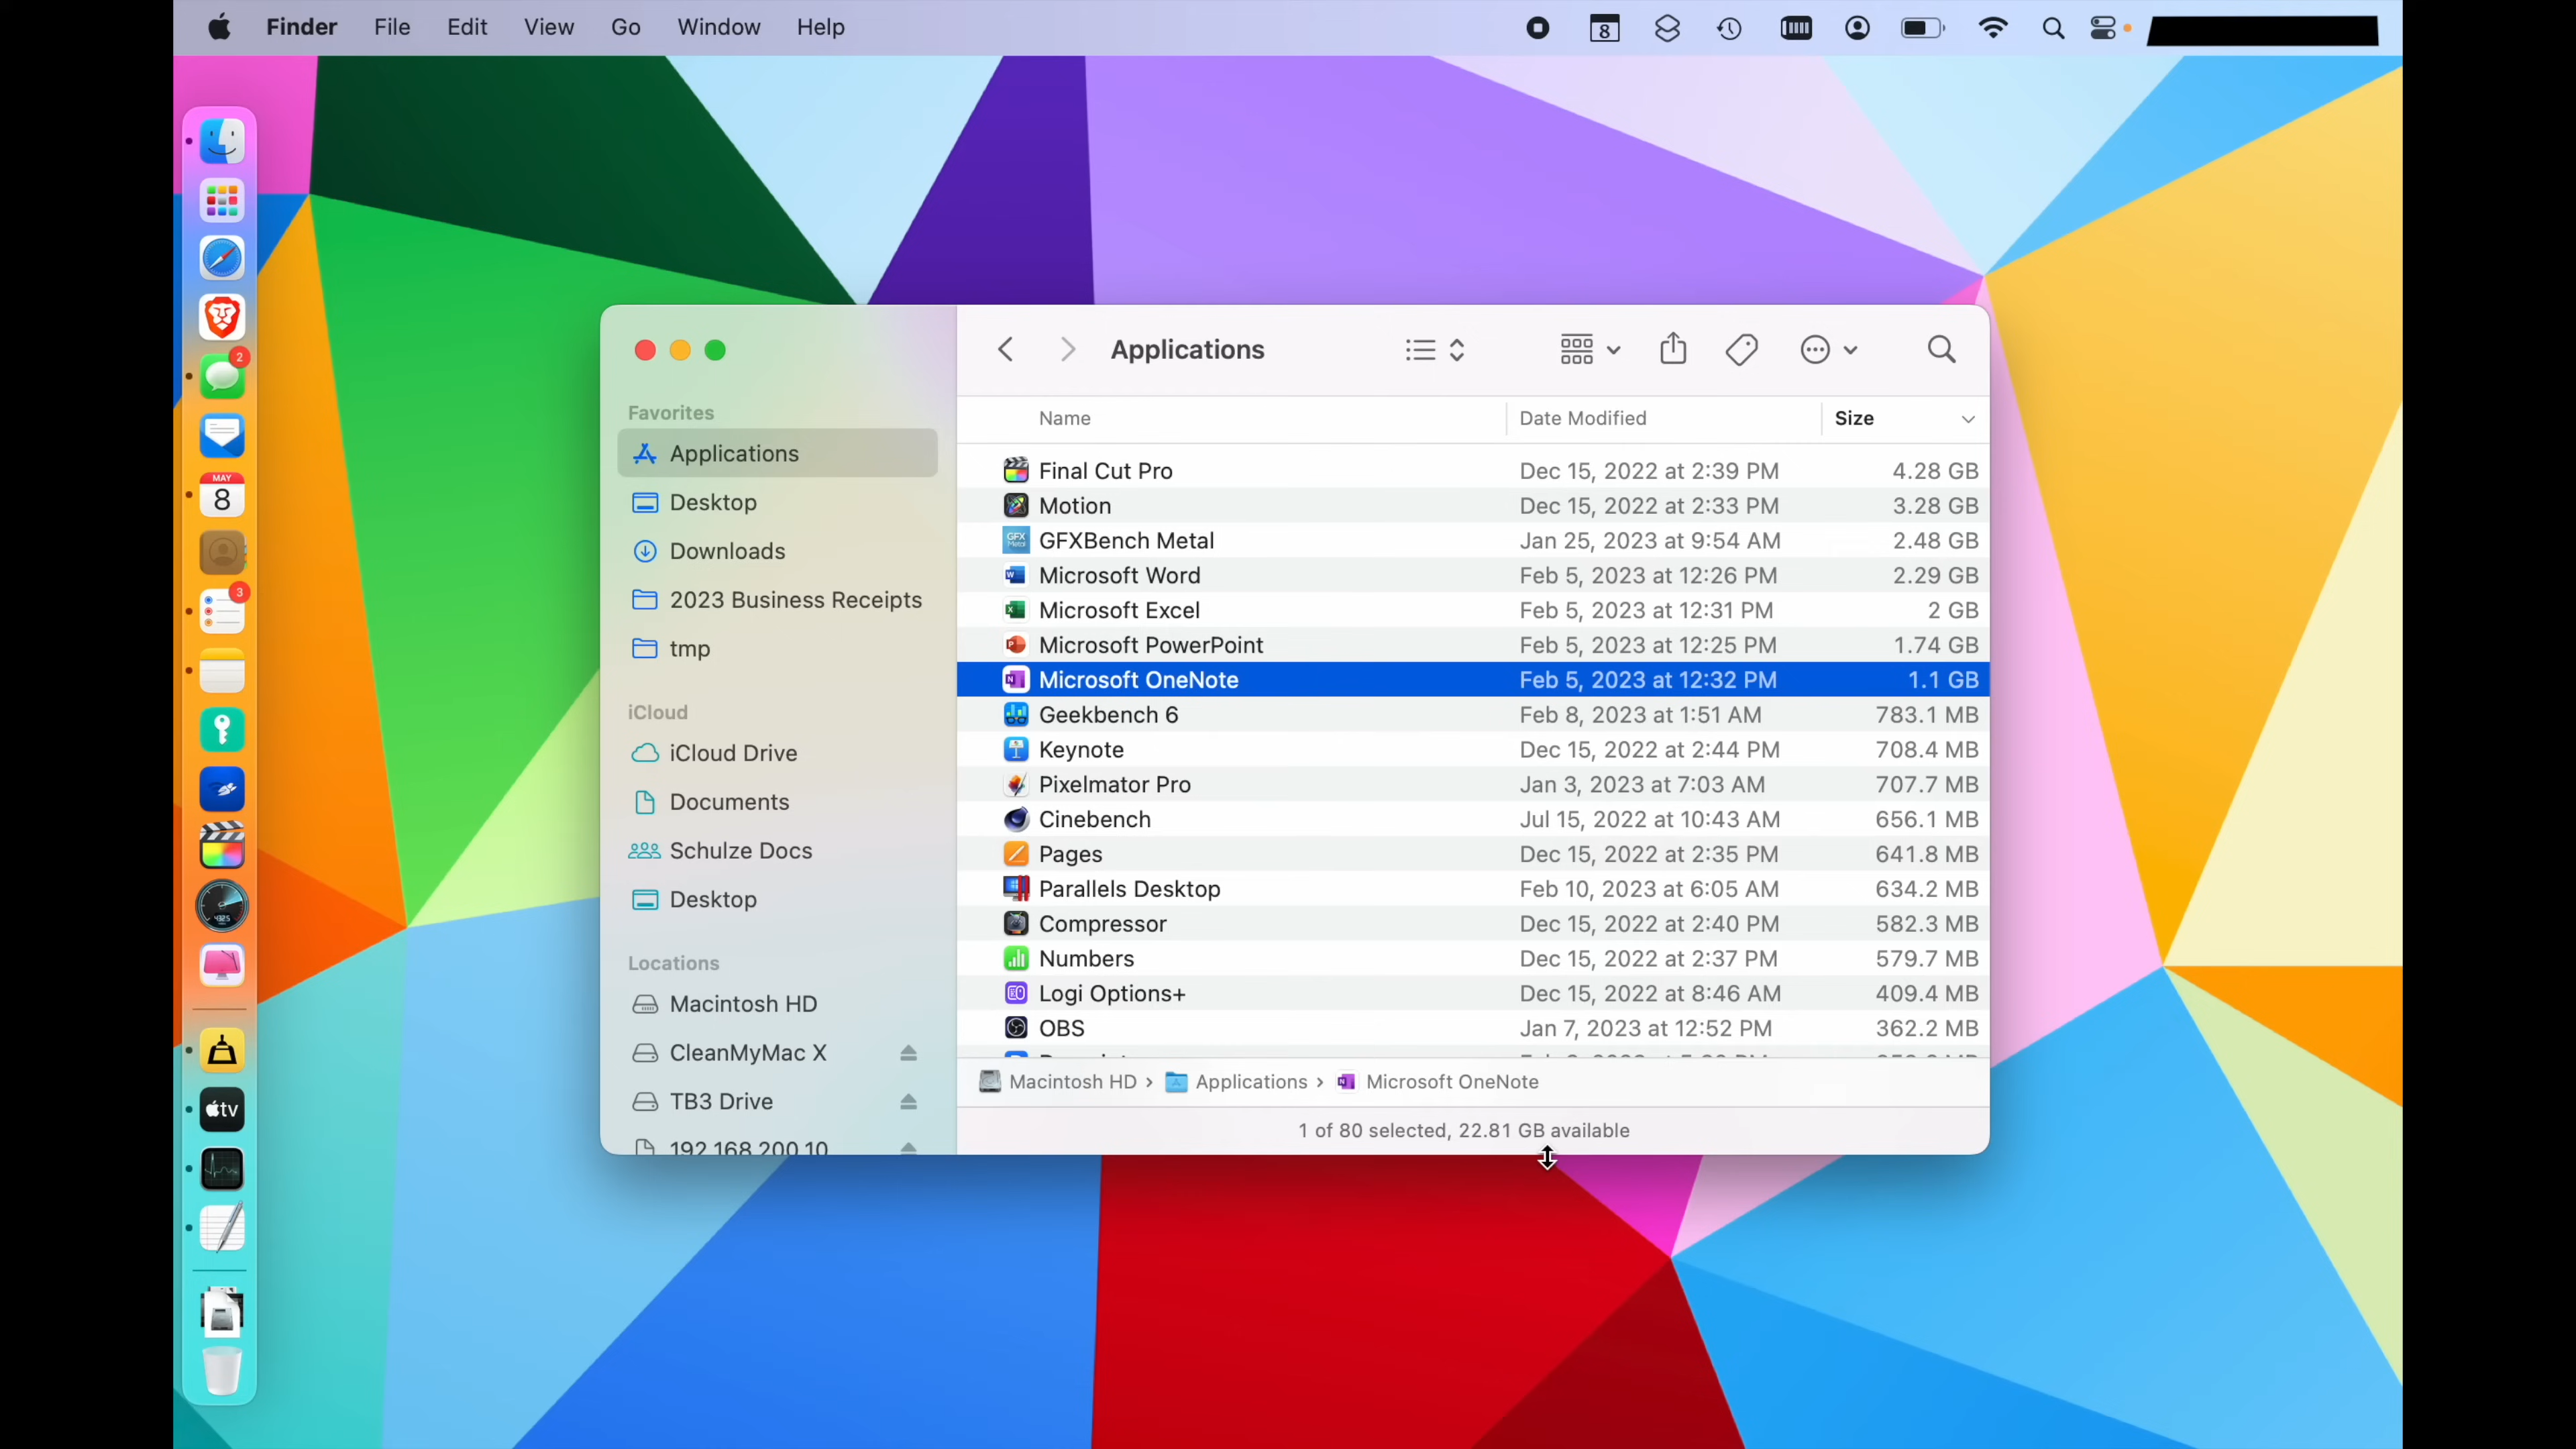 Finder File Edit View Go Window Help
8
2
MAY
8
3
tv
Applications
Favorites
Applications
Desktop
Downloads
2023 Business Receipts
tmp
iCloud
iCloud Drive
Documents
Schulze Docs
Desktop
Locations
Macintosh HD
CleanMyMac X
TB3 Drive
192.168.200.10
Name Date Modified Size
Final Cut Pro Dec 15, 2022 at 2:39 PM 4.28 GB
Motion Dec 15, 2022 at 2:33 PM 3.28 GB
GFXBench Metal Jan 25, 2023 at 9:54 AM 2.48 GB
Microsoft Word Feb 5, 2023 at 12:26 PM 2.29 GB
Microsoft Excel Feb 5, 2023 at 12:31 PM 2 GB
Microsoft PowerPoint Feb 5, 2023 at 12:25 PM 1.74 GB
Microsoft OneNote Feb 5, 2023 at 12:32 PM 1.1 GB
Geekbench 6 Feb 8, 2023 at 1:51 AM 783.1 MB
Keynote Dec 15, 2022 at 2:44 PM 708.4 MB
Pixelmator Pro Jan 3, 2023 at 7:03 AM 707.7 MB
Cinebench Jul 15, 2022 at 10:43 AM 656.1 MB
Pages Dec 15, 2022 at 2:35 PM 641.8 MB
Parallels Desktop Feb 10, 2023 at 6:05 AM 634.2 MB
Compressor Dec 15, 2022 at 2:40 PM 582.3 MB
Numbers Dec 15, 2022 at 2:37 PM 579.7 MB
Logi Options+ Dec 15, 2022 at 8:46 AM 409.4 MB
OBS Jan 7, 2023 at 12:52 PM 362.2 MB
Macintosh HD › Applications › Microsoft OneNote
1 of 80 selected, 22.81 GB available